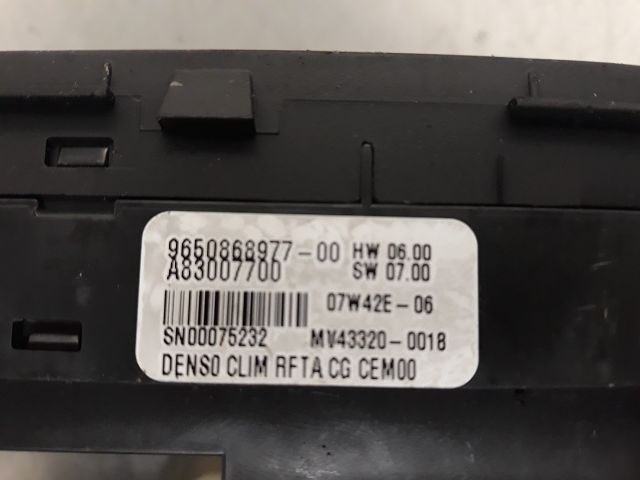 9650868977-00 HW 06.00
A83007700 SW 07.00
07W42E-06
SN00075232 MV43320-0018
DENSO CLIM RFTA CG CEM00